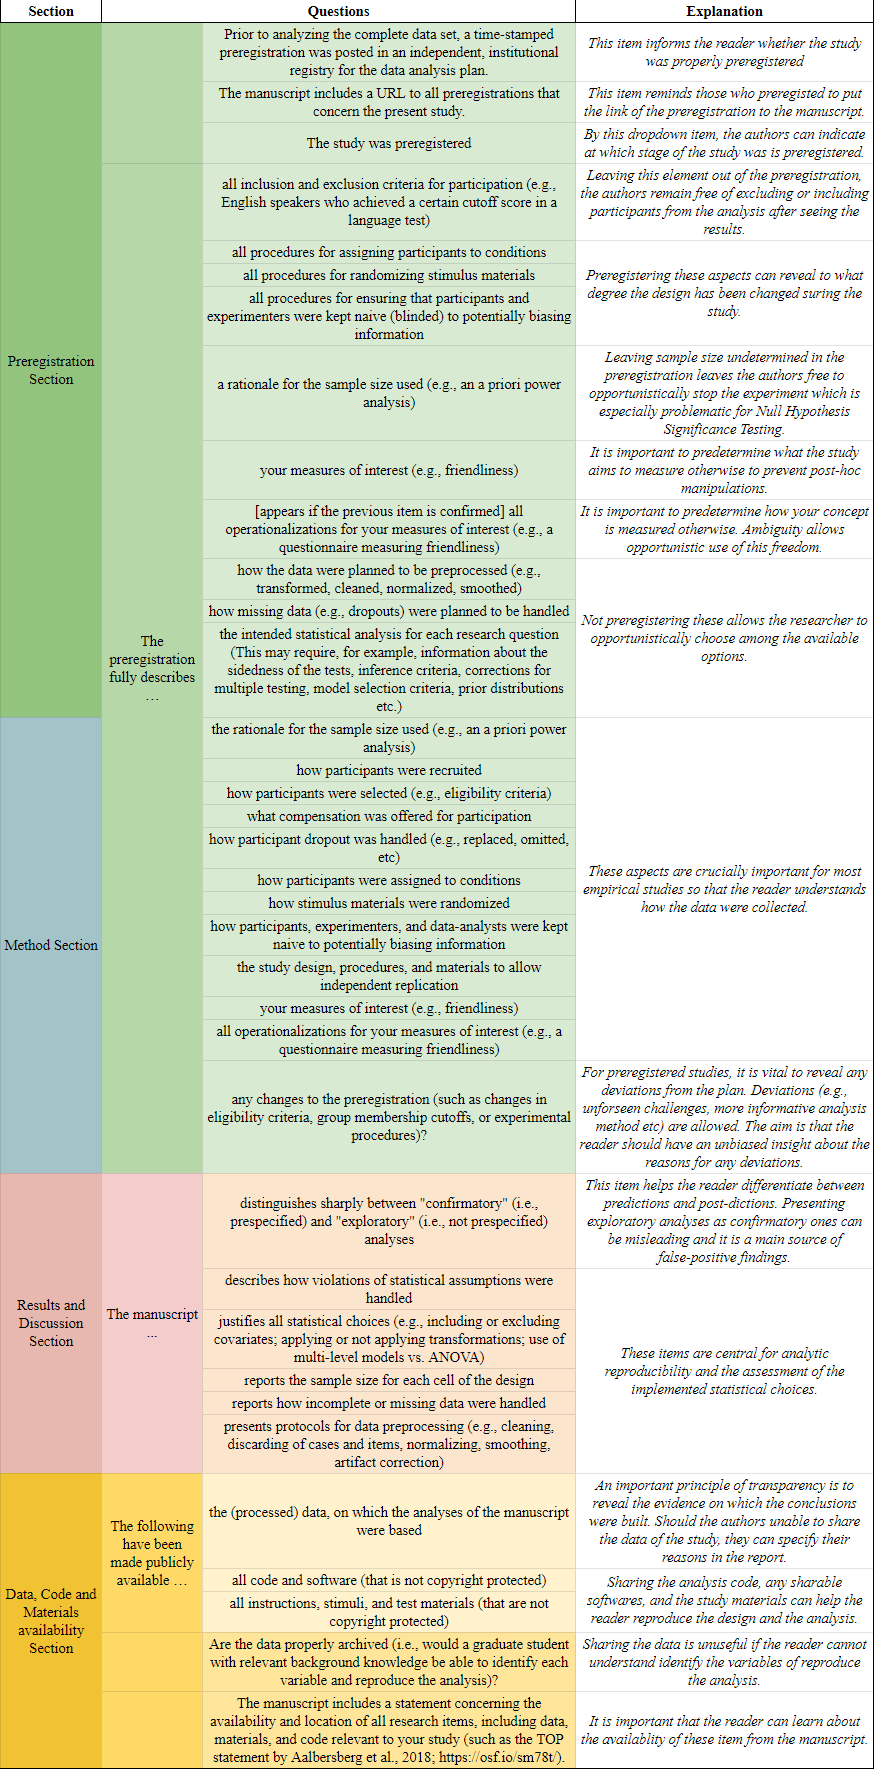 Section Questions Explanation
Prior to analyzing the complete data set, a time-stamped
preregistration was posted in an independent, institutional
registry for the data analysis plan.
This item informs the reader whether the study
was properly preregistered
The manuscript includes a URL to all preregistrations that
concern the present study.
This item reminds those who preregisted to put
the link of the preregistration to the manuscript.
The study was preregistered
By this dropdown item, the authors can indicate
at which stage of the study was is preregistered.
Preregistration
Section
The
preregistration
fully describes
…
all inclusion and exclusion criteria for participation (e.g.,
English speakers who achieved a certain cutoff score in a
language test)
Leaving this element out of the preregistration,
the authors remain free of excluding or including
participants from the analysis after seeing the
results.
all procedures for assigning participants to conditions
all procedures for randomizing stimulus materials
all procedures for ensuring that participants and
experimenters were kept naive (blinded) to potentially biasing
information
Preregistering these aspects can reveal to what
degree the design has been changed suring the
study.
a rationale for the sample size used (e.g., an a priori power
analysis)
Leaving sample size undetermined in the
preregistration leaves the authors free to
opportunistically stop the experiment which is
especially problematic for Null Hypothesis
Significance Testing.
your measures of interest (e.g., friendliness)
It is important to predetermine what the study
aims to measure otherwise to prevent post-hoc
manipulations.
[appears if the previous item is confirmed] all
operationalizations for your measures of interest (e.g., a
questionnaire measuring friendliness)
It is important to predetermine how your concept
is measured otherwise. Ambiguity allows
opportunistic use of this freedom.
how the data were planned to be preprocessed (e.g.,
transformed, cleaned, normalized, smoothed)
how missing data (e.g., dropouts) were planned to be handled
the intended statistical analysis for each research question
(This may require, for example, information about the
sidedness of the tests, inference criteria, corrections for
multiple testing, model selection criteria, prior distributions
etc.)
Not preregistering these allows the researcher to
opportunistically choose among the available
options.
Method Section
the rationale for the sample size used (e.g., an a priori power
analysis)
how participants were recruited
how participants were selected (e.g., eligibility criteria)
what compensation was offered for participation
how participant dropout was handled (e.g., replaced, omitted,
etc)
how participants were assigned to conditions
how stimulus materials were randomized
how participants, experimenters, and data-analysts were kept
naive to potentially biasing information
the study design, procedures, and materials to allow
independent replication
your measures of interest (e.g., friendliness)
all operationalizations for your measures of interest (e.g., a
questionnaire measuring friendliness)
These aspects are crucially important for most
empirical studies so that the reader understands
how the data were collected.
any changes to the preregistration (such as changes in
eligibility criteria, group membership cutoffs, or experimental
procedures)?
For preregistered studies, it is vital to reveal any
deviations from the plan. Deviations (e.g.,
unforseen challenges, more informative analysis
method etc) are allowed. The aim is that the
reader should have an unbiased insight about the
reasons for any deviations.
Results and
Discussion
Section
The manuscript
...
distinguishes sharply between "confirmatory" (i.e.,
prespecified) and "exploratory" (i.e., not prespecified)
analyses
This item helps the reader differentiate between
predictions and post-dictions. Presenting
exploratory analyses as confirmatory ones can
be misleading and it is a main source of
false-positive findings.
describes how violations of statistical assumptions were
handled
justifies all statistical choices (e.g., including or excluding
covariates; applying or not applying transformations; use of
multi-level models vs. ANOVA)
reports the sample size for each cell of the design
reports how incomplete or missing data were handled
presents protocols for data preprocessing (e.g., cleaning,
discarding of cases and items, normalizing, smoothing,
artifact correction)
These items are central for analytic
reproducibility and the assessment of the
implemented statistical choices.
Data, Code and
Materials
availability
Section
The following
have been
made publicly
available …
the (processed) data, on which the analyses of the manuscript
were based
An important principle of transparency is to
reveal the evidence on which the conclusions
were built. Should the authors unable to share
the data of the study, they can specify their
reasons in the report.
all code and software (that is not copyright protected)
all instructions, stimuli, and test materials (that are not
copyright protected)
Sharing the analysis code, any sharable
softwares, and the study materials can help the
reader reproduce the design and the analysis.
Are the data properly archived (i.e., would a graduate student
with relevant background knowledge be able to identify each
variable and reproduce the analysis)?
Sharing the data is unuseful if the reader cannot
understand identify the variables of reproduce
the analysis.
The manuscript includes a statement concerning the
availability and location of all research items, including data,
materials, and code relevant to your study (such as the TOP
statement by Aalbersberg et al., 2018; https://osf.io/sm78t/).
It is important that the reader can learn about
the availablity of these item from the manuscript.